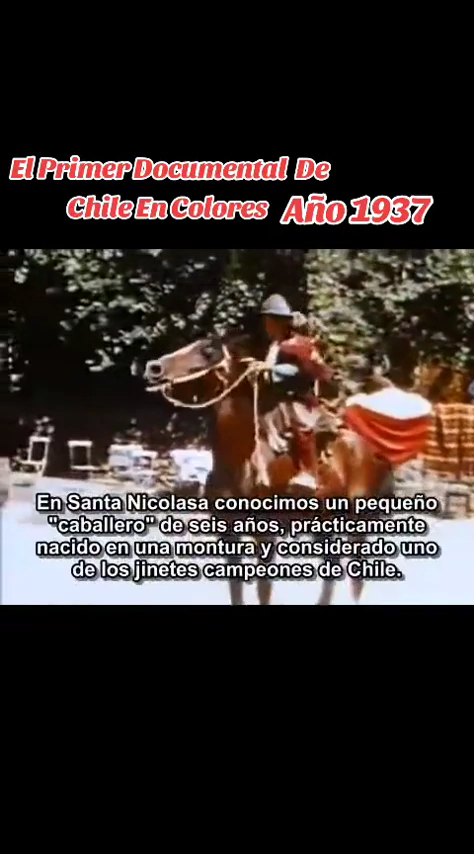 El Primer Documental De
Chile En Colores Año 1937
En Santa Nicolasa conocimos un pequeño
"caballero" de seis años, prácticamente
nacido en una montura y considerado uno
de los jinetes campeones de Chile.